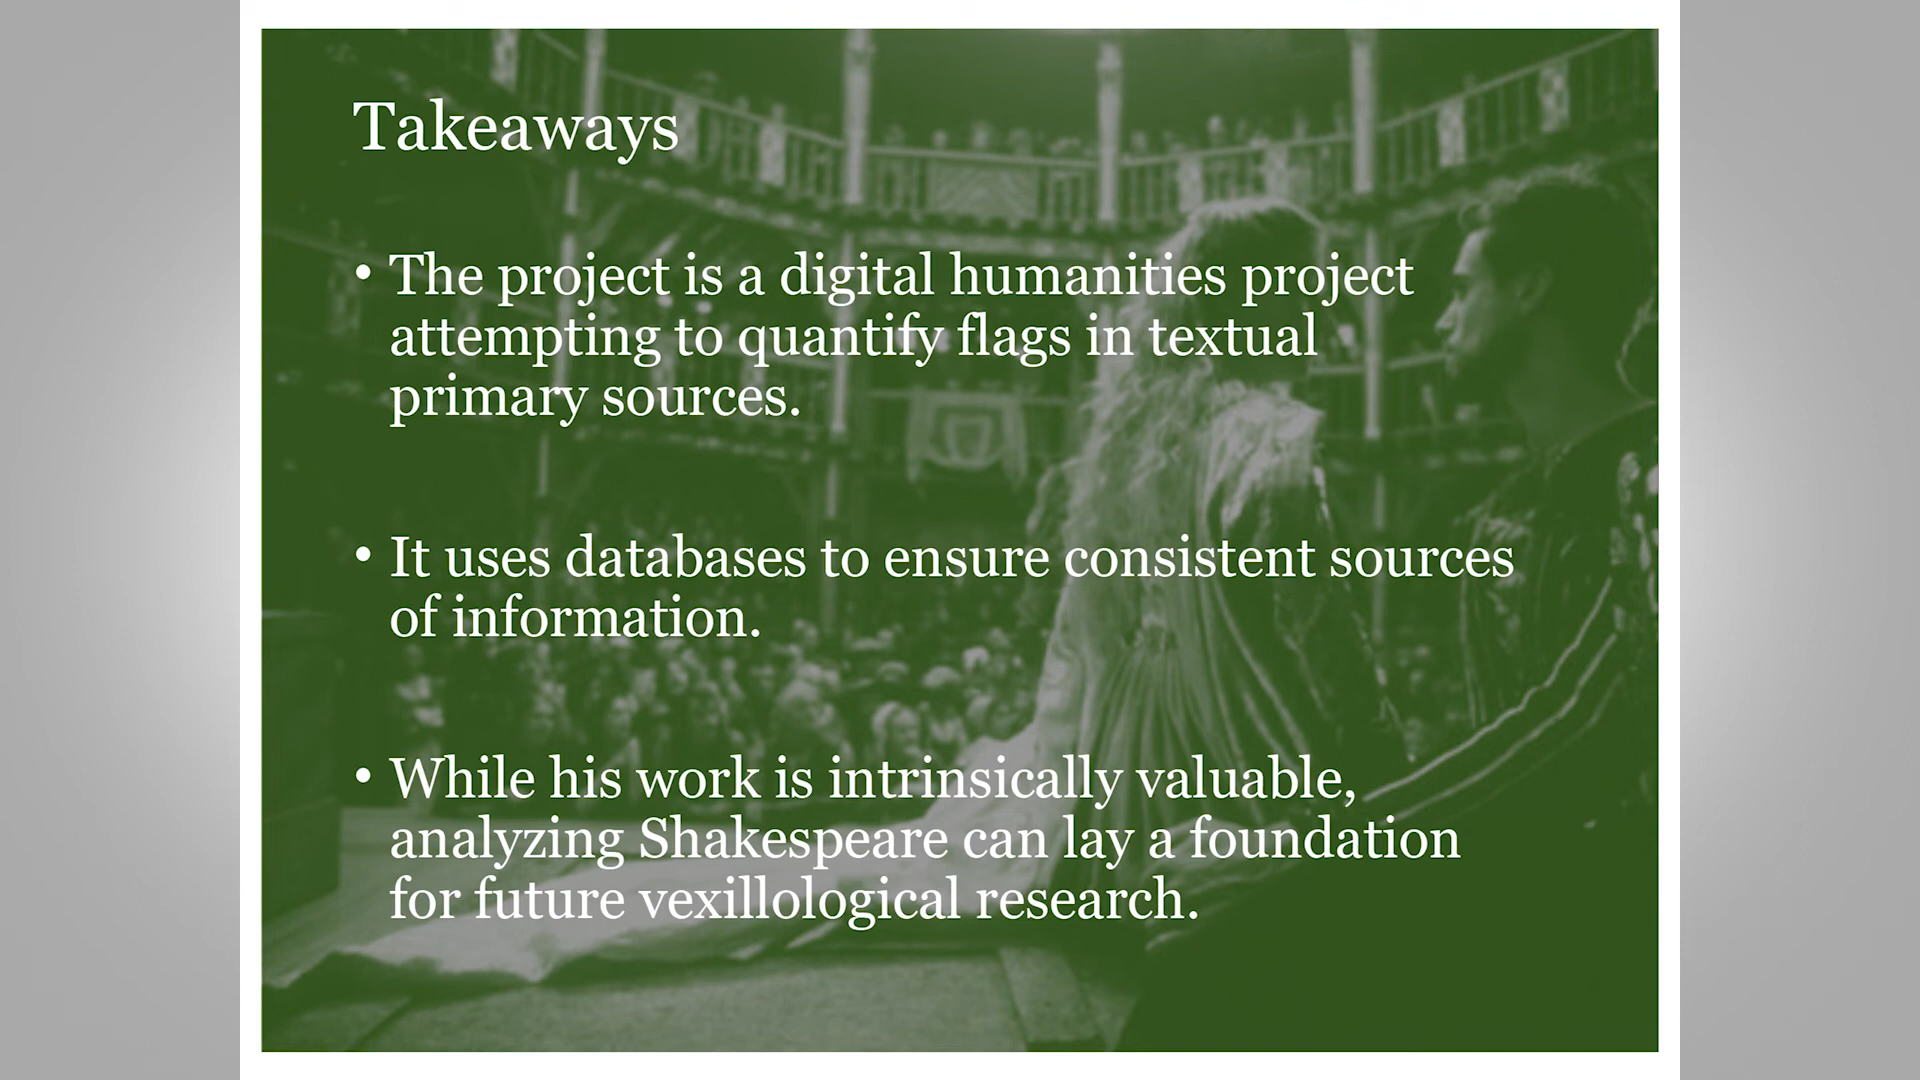 Takeaways
• The project is a digital humanities project
attempting to quantify flags in textual
primary sources.
• It uses databases to ensure consistent sources
of information.
• While his work is intrinsically valuable,
analyzing Shakespeare can lay a foundation
for future vexillological research.